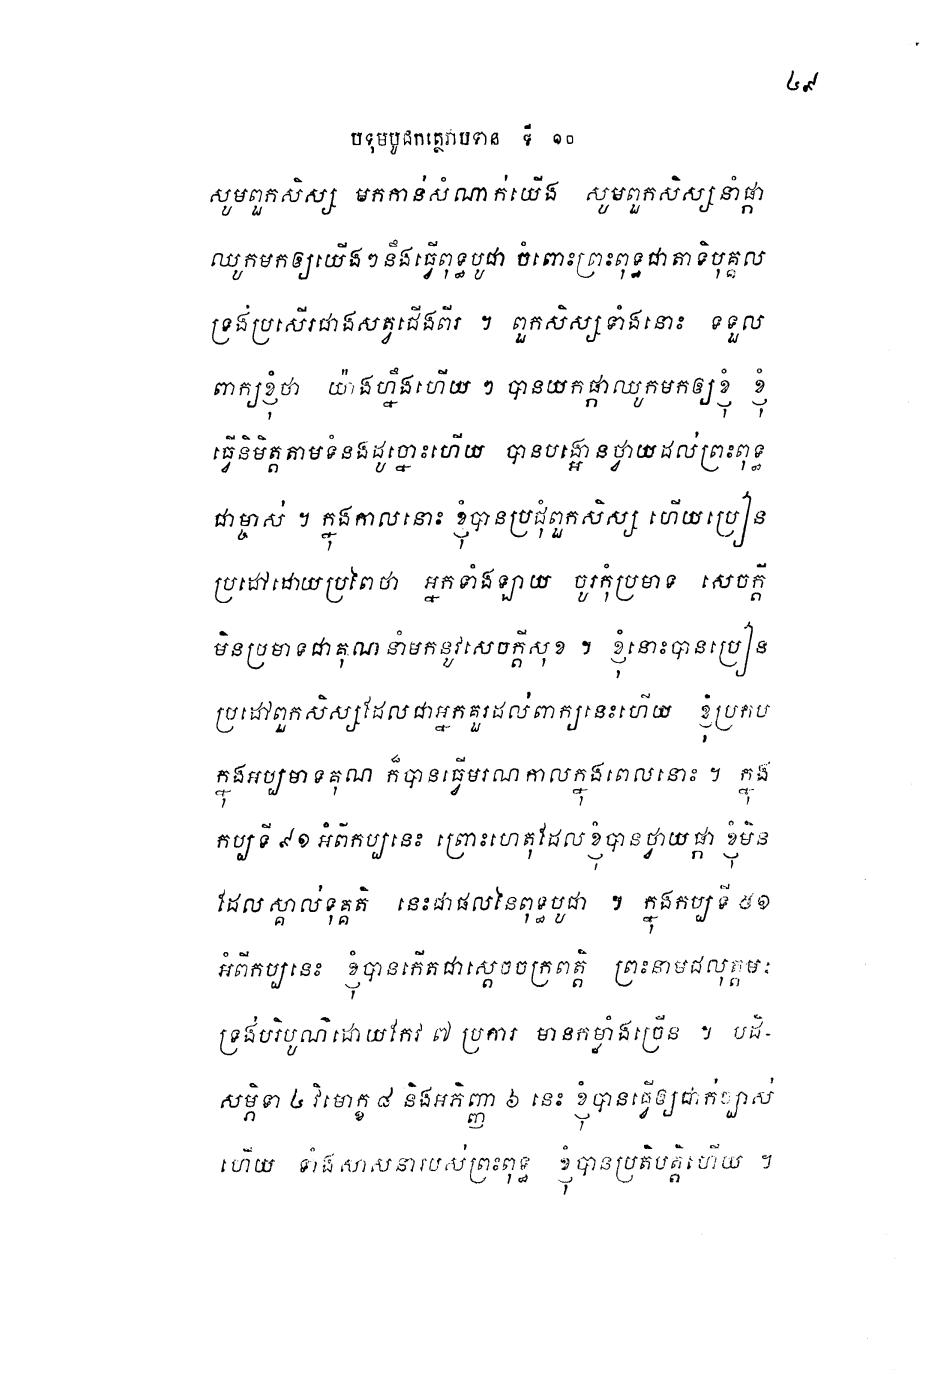 ៤៩
បទុមបូជកត្ថេរាបទាន ទី ១០
សូមពួកសិស្ស មកកាន់សំណាក់យើង សូមពួកសិស្សនាំផ្កា
ឈូកមកឲ្យយើងៗនឹងធ្វើពុទ្ធបូជា ចំពោះព្រះពុទ្ធជាតាទិបុគ្គល
ទ្រង់ប្រសើរជាងសត្វជើងពីរ ។ ពួកសិស្សទាំងនោះ ទទួល
ពាក្យខ្ញុំថា យ៉ាងហ្នឹងហើយ ៗ បានយកផ្កាឈូកមកឲ្យខ្ញុំ ខ្ញុំ
ធ្វើនិមិត្តតាមទំនងដូច្នោះហើយ បានបង្អោនថ្វាយដល់ព្រះពុទ្ធ
ជាម្ចាស់ ។ ក្នុងកាលនោះ ខ្ញុំបានប្រជុំពួកសិស្ស ហើយប្រៀន
ប្រដៅដោយប្រពៃថា អ្នកទាំងឡាយ ចូរកុំប្រមាទ សេចក្តី
មិនប្រមាទជាគុណនាំមកនូវសេចក្តីសុខ ។ ខ្ញុំនោះបានប្រៀន
ប្រដៅពួកសិស្សដែលជាអ្នកគួរដល់ពាក្យនេះហើយ ខ្ញុំប្រកប
ក្នុងអប្បមាទគុណ ក៏បានធ្វើមរណកាលក្នុងពេលនោះ ។ ក្នុង
កប្បទី ៩១ អំពីកប្បនេះ ព្រោះហេតុដែលខ្ញុំបានថ្វាយផ្កា ខ្ញុំមិន
ដែលស្គាល់ទុគ្គតិ នេះជាផលនៃពុទ្ធបូជា ។ ក្នុងកប្បទី ៥១
អំពីកប្បនេះ ខ្ញុំបានកើតជាស្តេចចក្រពត្តិ ព្រះនាមជលុត្តមៈ
ទ្រង់បរិបូណ៌ដោយកែវ ៧ ប្រការ មានកម្លាំងច្រើន ។ បដិ-
សម្ភិទា ៤ វិមោក្ខ ៨ និងអភិញ្ញា ៦ នេះ ខ្ញុំបានធ្វើឲ្យជាក់ច្បាស់
ហើយ ទាំងសាសនារបស់ព្រះពុទ្ធ ខ្ញុំបានប្រតិបត្តិហើយ ។